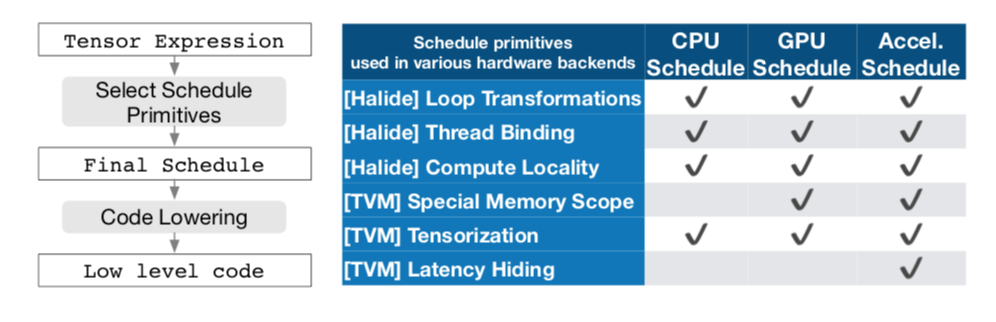 Tensor Expression
Select Schedule
Primitives
Final Schedule
Code Lowering
Low level code
Schedule primitives
used in various hardware backends
CPU
Schedule
GPU
Schedule
Accel.
Schedule
[Halide] Loop Transformations ✔ ✔ ✔
[Halide] Thread Binding ✔ ✔ ✔
[Halide] Compute Locality ✔ ✔ ✔
[TVM] Special Memory Scope ✔ ✔
[TVM] Tensorization ✔ ✔ ✔
[TVM] Latency Hiding ✔